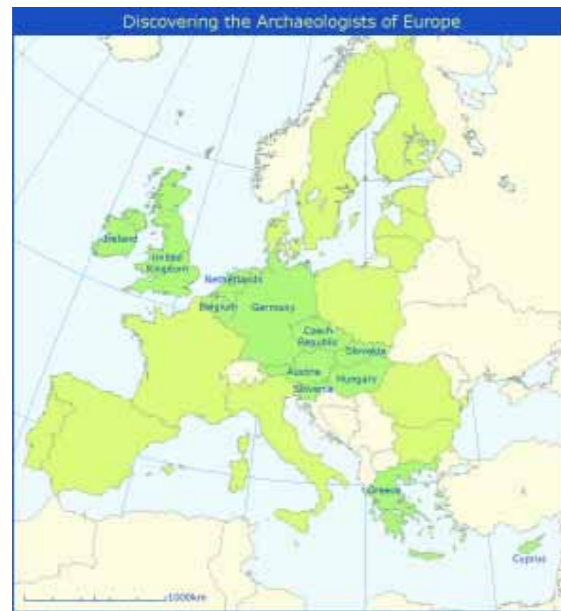 Discovering the Archaeologists of Europe
Ireland
United
Kingdom
Netherlands
Belgium
Germany
Czech
Republic
Slovakia
Austria
Hungary
Slovenia
Greece
Cyprus
1000km